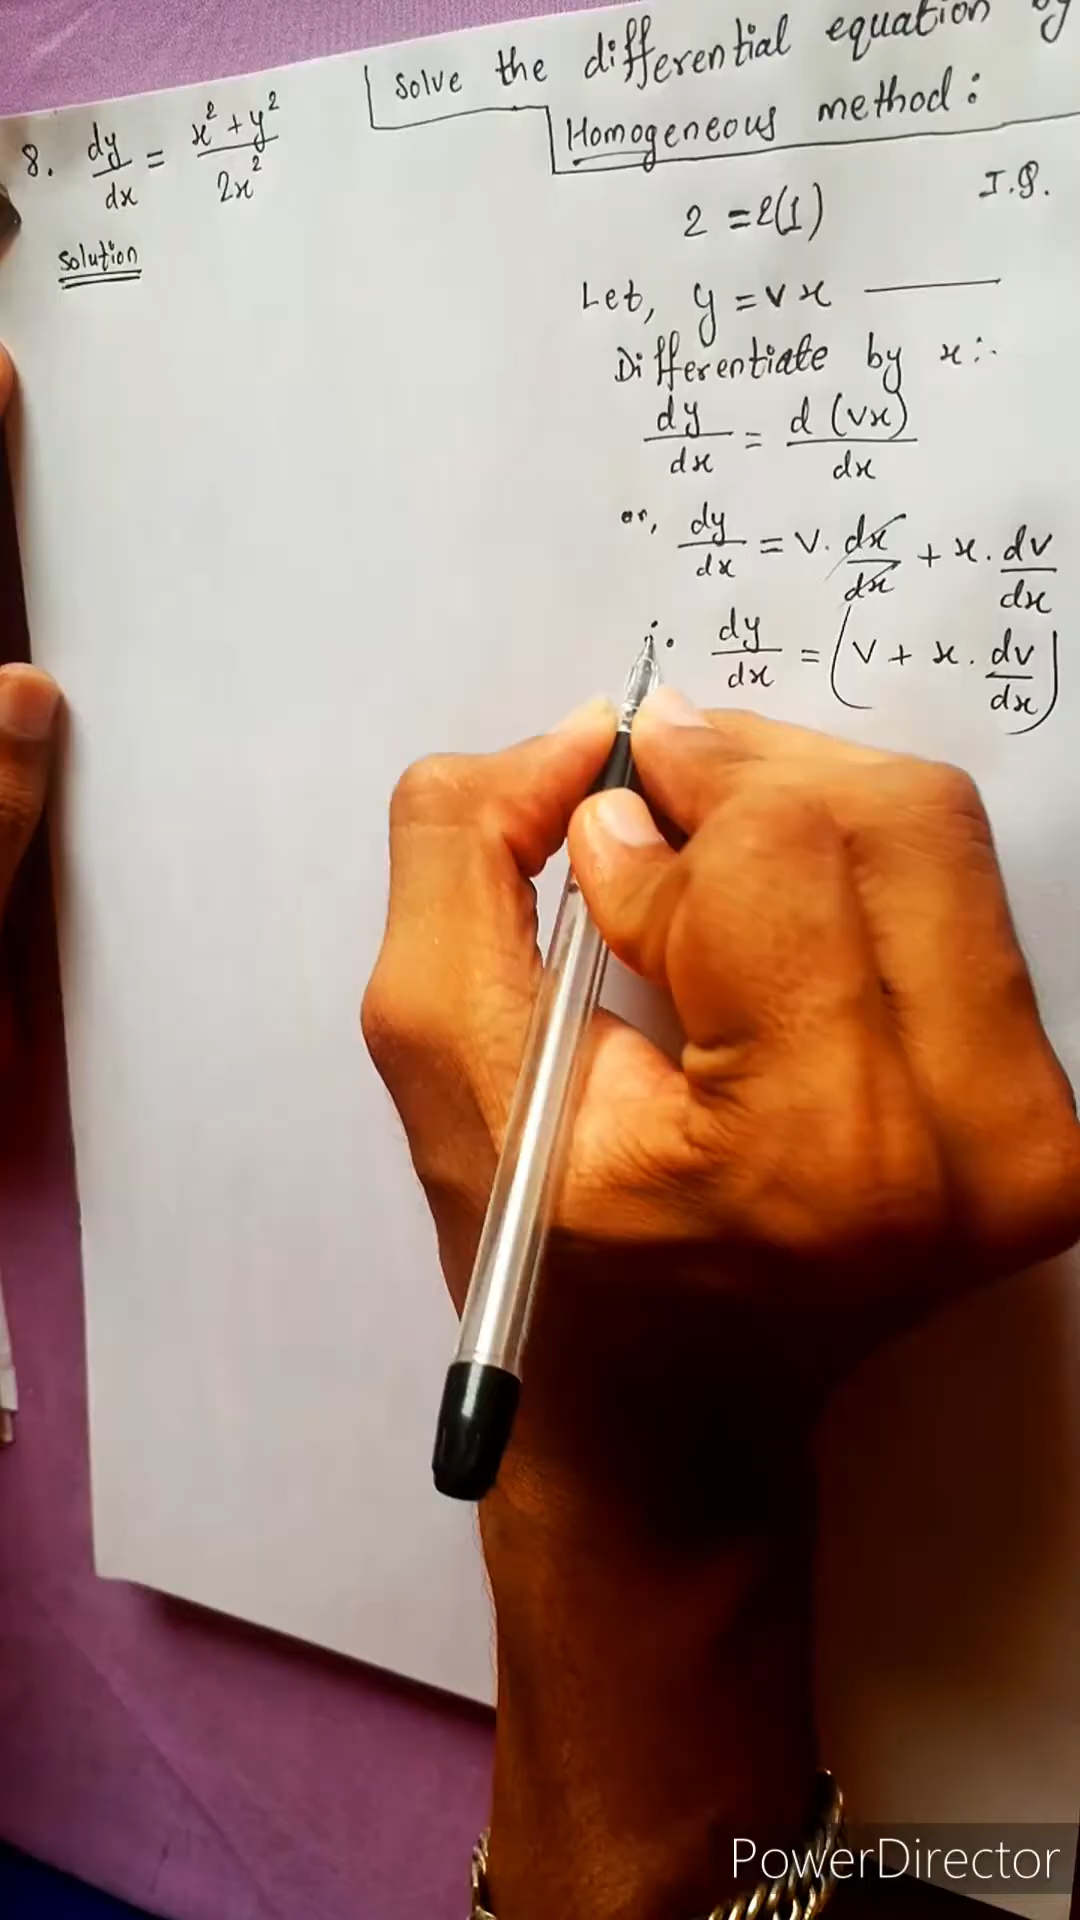 Solve the differential equation by
Homogeneous method:
8. dy/dx = x² + y² / 2x²
Solution
I.Q.
2 = 2(1)
Let, y = vx
Differentiate by x:-
dy/dx = d (vx)/dx
or, dy/dx = v. dx/dx + x. dv/dx
dy/dx = (v + x. dv/dx)
PowerDirector